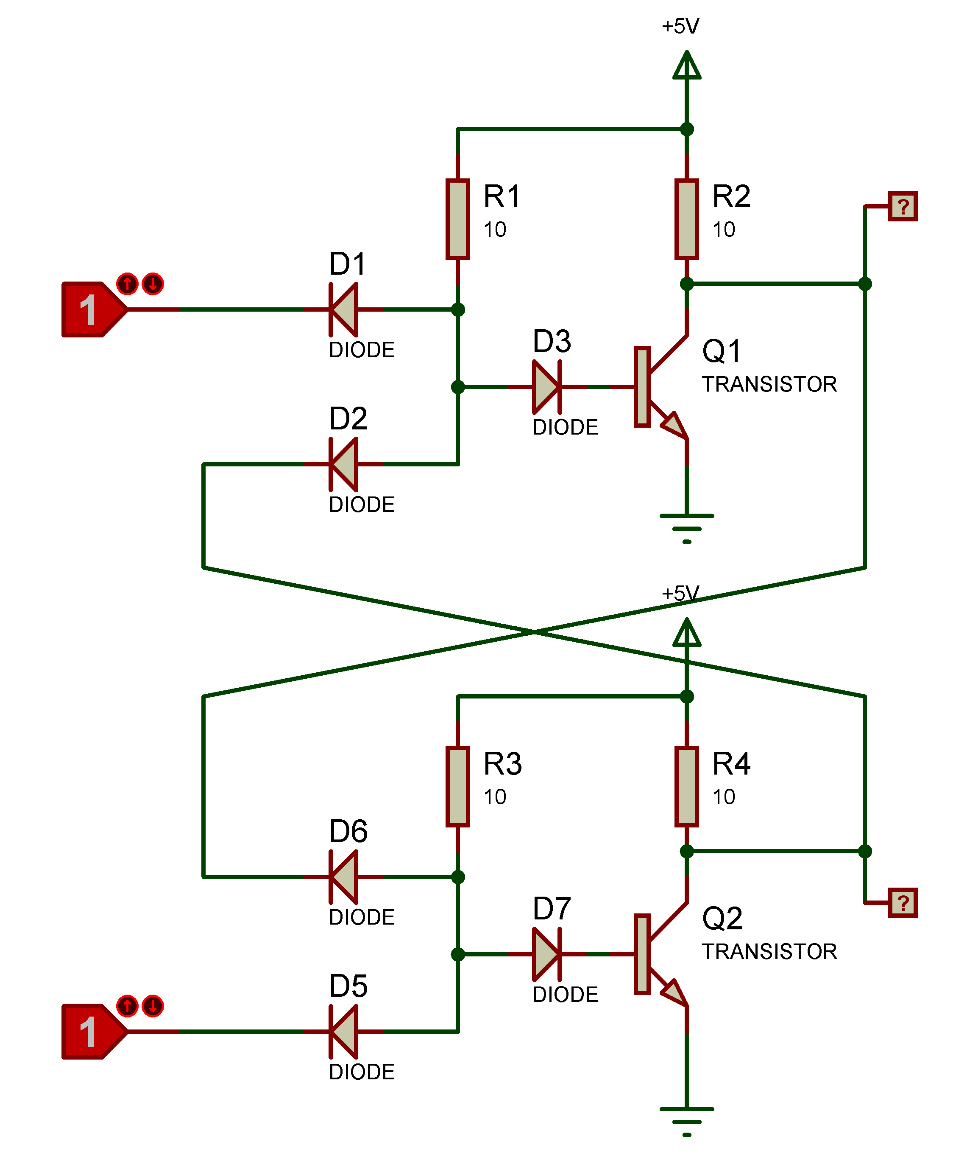 +5V
R1
10
R2
10
?
D1
DIODE
1
D3
DIODE
Q1
TRANSISTOR
D2
DIODE
+5V
R3
10
R4
10
D6
DIODE
?
D7
DIODE
Q2
TRANSISTOR
D5
DIODE
1